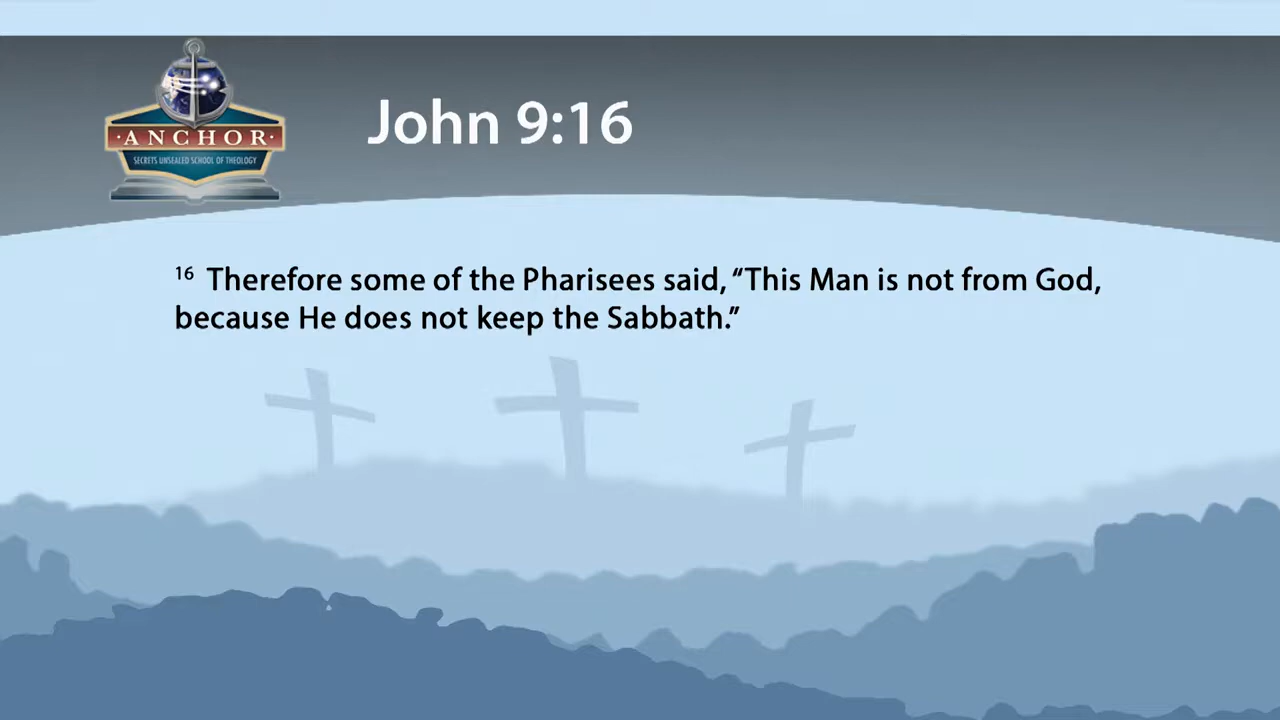 ·ANCHOR·
SECRETS UNSEALED SCHOOL OF THEOLOGY
John 9:16
16 Therefore some of the Pharisees said, “This Man is not from God,
because He does not keep the Sabbath.”